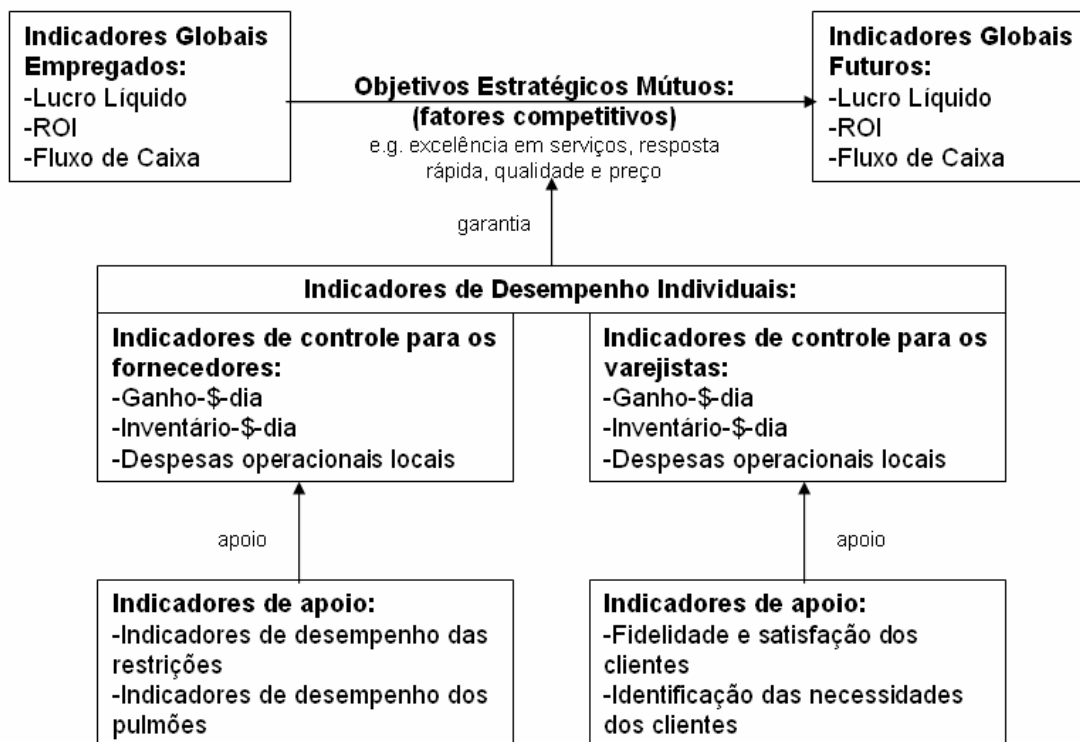 Indicadores Globais
Empregados:
-Lucro Líquido
-ROI
-Fluxo de Caixa
Objetivos Estratégicos Mútuos:
(fatores competitivos)
e.g. excelência em serviços, resposta
rápida, qualidade e preço
Indicadores Globais
Futuros:
-Lucro Líquido
-ROI
-Fluxo de Caixa
garantia
Indicadores de Desempenho Individuais:
Indicadores de controle para os
fornecedores:
-Ganho-$-dia
-Inventário-$-dia
-Despesas operacionais locais
Indicadores de controle para os
varejistas:
-Ganho-$-dia
-Inventário-$-dia
-Despesas operacionais locais
apoio
apoio
Indicadores de apoio:
-Indicadores de desempenho das
restrições
-Indicadores de desempenho dos
pulmões
Indicadores de apoio:
-Fidelidade e satisfação dos
clientes
-Identificação das necessidades
dos clientes